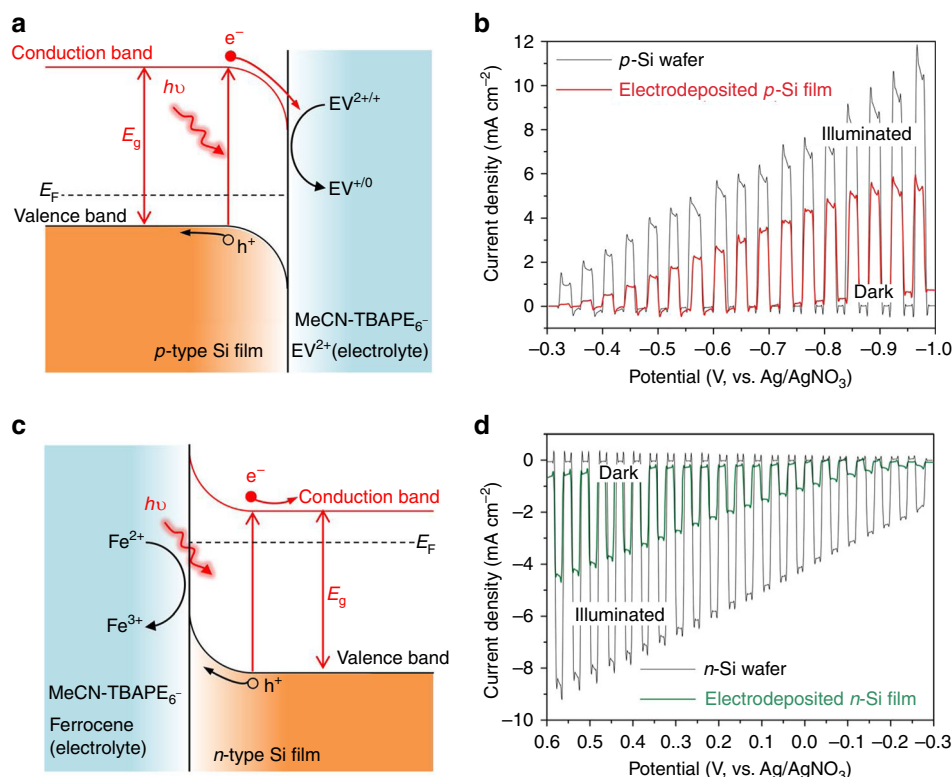 a
Conduction band
e⁻
hυ
EV²⁺/⁺
E_g
E_F
EV⁺/⁰
Valence band
h⁺
MeCN-TBAPE₆⁻
p-type Si film
EV²⁺(electrolyte)
b
12
10
8
6
4
2
0
Current density (mA cm⁻²)
p-Si wafer
Electrodeposited p-Si film
Illuminated
Dark
−0.3 −0.4 −0.5 −0.6 −0.7 −0.8 −0.9 −1.0
Potential (V, vs. Ag/AgNO₃)
c
e⁻
Conduction band
hυ
Fe²⁺
E_F
E_g
Fe³⁺
Valence band
h⁺
MeCN-TBAPE₆⁻
Ferrocene
(electrolyte)
n-type Si film
d
0
−2
−4
−6
−8
−10
Current density (mA cm⁻²)
Dark
Illuminated
n-Si wafer
Electrodeposited n-Si film
0.6 0.5 0.4 0.3 0.2 0.1 0.0 −0.1 −0.2 −0.3
Potential (V, vs. Ag/AgNO₃)